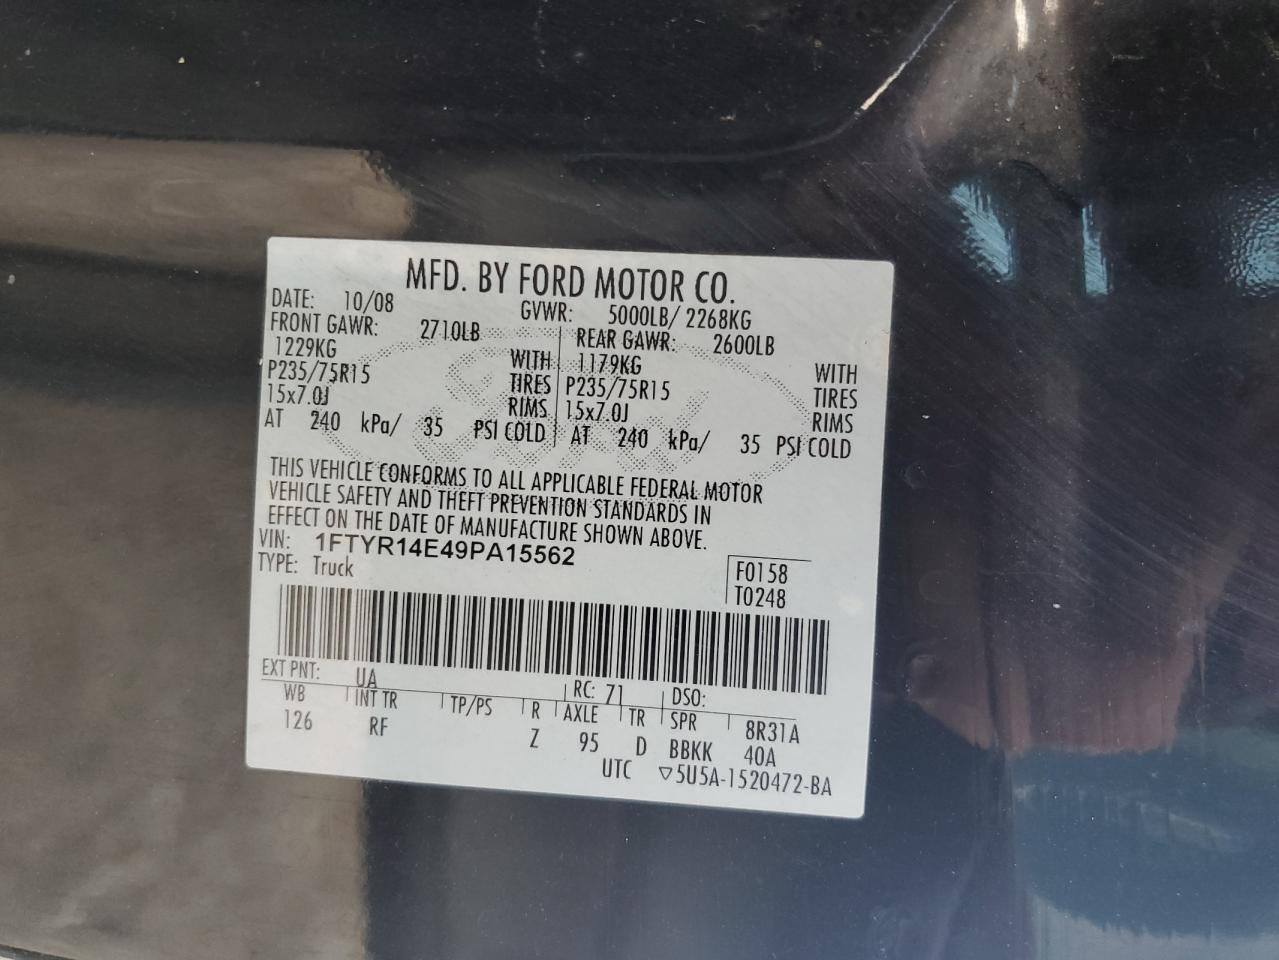 MFD. BY FORD MOTOR CO.
DATE: 10/08 GVWR: 5000LB/ 2268KG
FRONT GAWR: 2710LB REAR GAWR: 2600LB
1229KG WITH 1179KG WITH
P235/75R15 TIRES P235/75R15 TIRES
15x7.0J RIMS 15x7.0J RIMS
AT 240 kPa/ 35 PSI COLD AT 240 kPa/ 35 PSI COLD
THIS VEHICLE CONFORMS TO ALL APPLICABLE FEDERAL MOTOR
VEHICLE SAFETY AND THEFT PREVENTION STANDARDS IN
EFFECT ON THE DATE OF MANUFACTURE SHOWN ABOVE.
VIN: 1FTYR14E49PA15562
TYPE: Truck F0158
T0248
EXT PNT: UA RC: 71 DSO:
WB INT TR TP/PS R AXLE TR SPR 8R31A
126 RF Z 95 D BBKK 40A
UTC ▽5U5A-1520472-BA